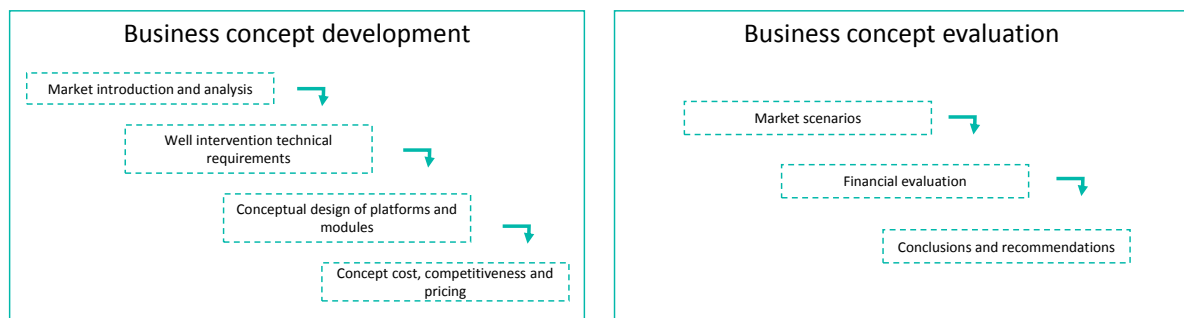 Business concept development
Market introduction and analysis
Well intervention technical
requirements
Conceptual design of platforms and
modules
Concept cost, competitiveness and
pricing
Business concept evaluation
Market scenarios
Financial evaluation
Conclusions and recommendations